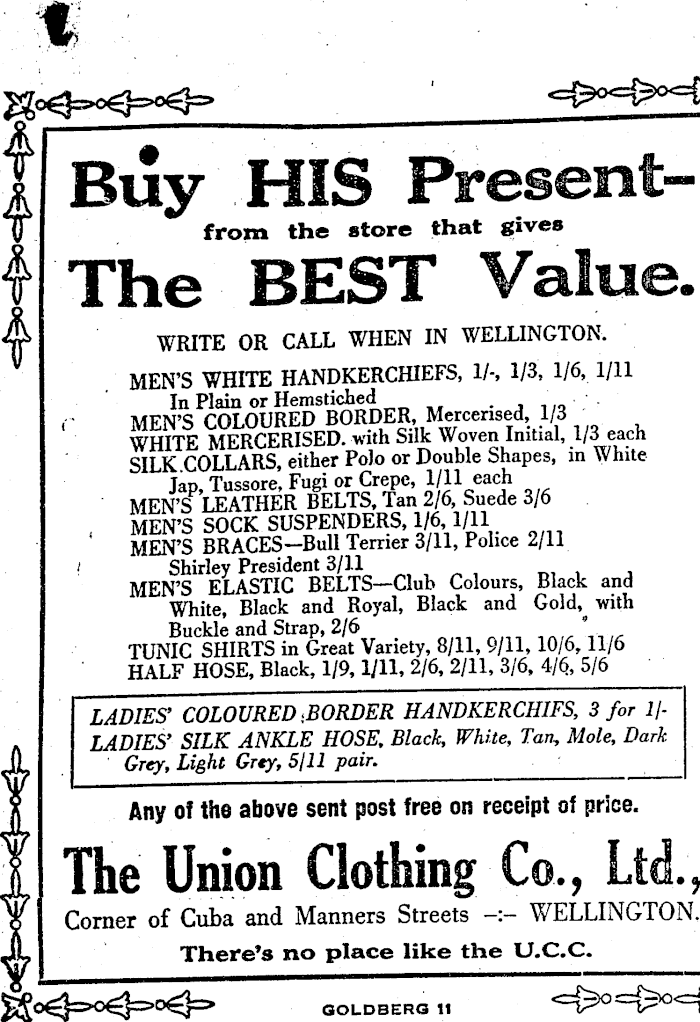 Buy HIS Present–
from the store that gives
The BEST Value.
WRITE OR CALL WHEN IN WELLINGTON.
MEN'S WHITE HANDKERCHIEFS, 1/-, 1/3, 1/6, 1/11
In Plain or Hemstiched
MEN'S COLOURED BORDER, Mercerised, 1/3
WHITE MERCERISED. with Silk Woven Initial, 1/3 each
SILK COLLARS, either Polo or Double Shapes, in White
Jap, Tussore, Fugi or Crepe, 1/11 each
MEN'S LEATHER BELTS, Tan 2/6, Suede 3/6
MEN'S SOCK SUSPENDERS, 1/6, 1/11
MEN'S BRACES—Bull Terrier 3/11, Police 2/11
Shirley President 3/11
MEN'S ELASTIC BELTS—Club Colours, Black and
White, Black and Royal, Black and Gold, with
Buckle and Strap, 2/6
TUNIC SHIRTS in Great Variety, 8/11, 9/11, 10/6, 11/6
HALF HOSE, Black, 1/9, 1/11, 2/6, 2/11, 3/6, 4/6, 5/6
LADIES' COLOURED BORDER HANDKERCHIFS, 3 for 1/-
LADIES' SILK ANKLE HOSE, Black, White, Tan, Mole, Dark
Grey, Light Grey, 5/11 pair.
Any of the above sent post free on receipt of price.
The Union Clothing Co., Ltd.,
Corner of Cuba and Manners Streets -:- WELLINGTON.
There's no place like the U.C.C.
GOLDBERG 11